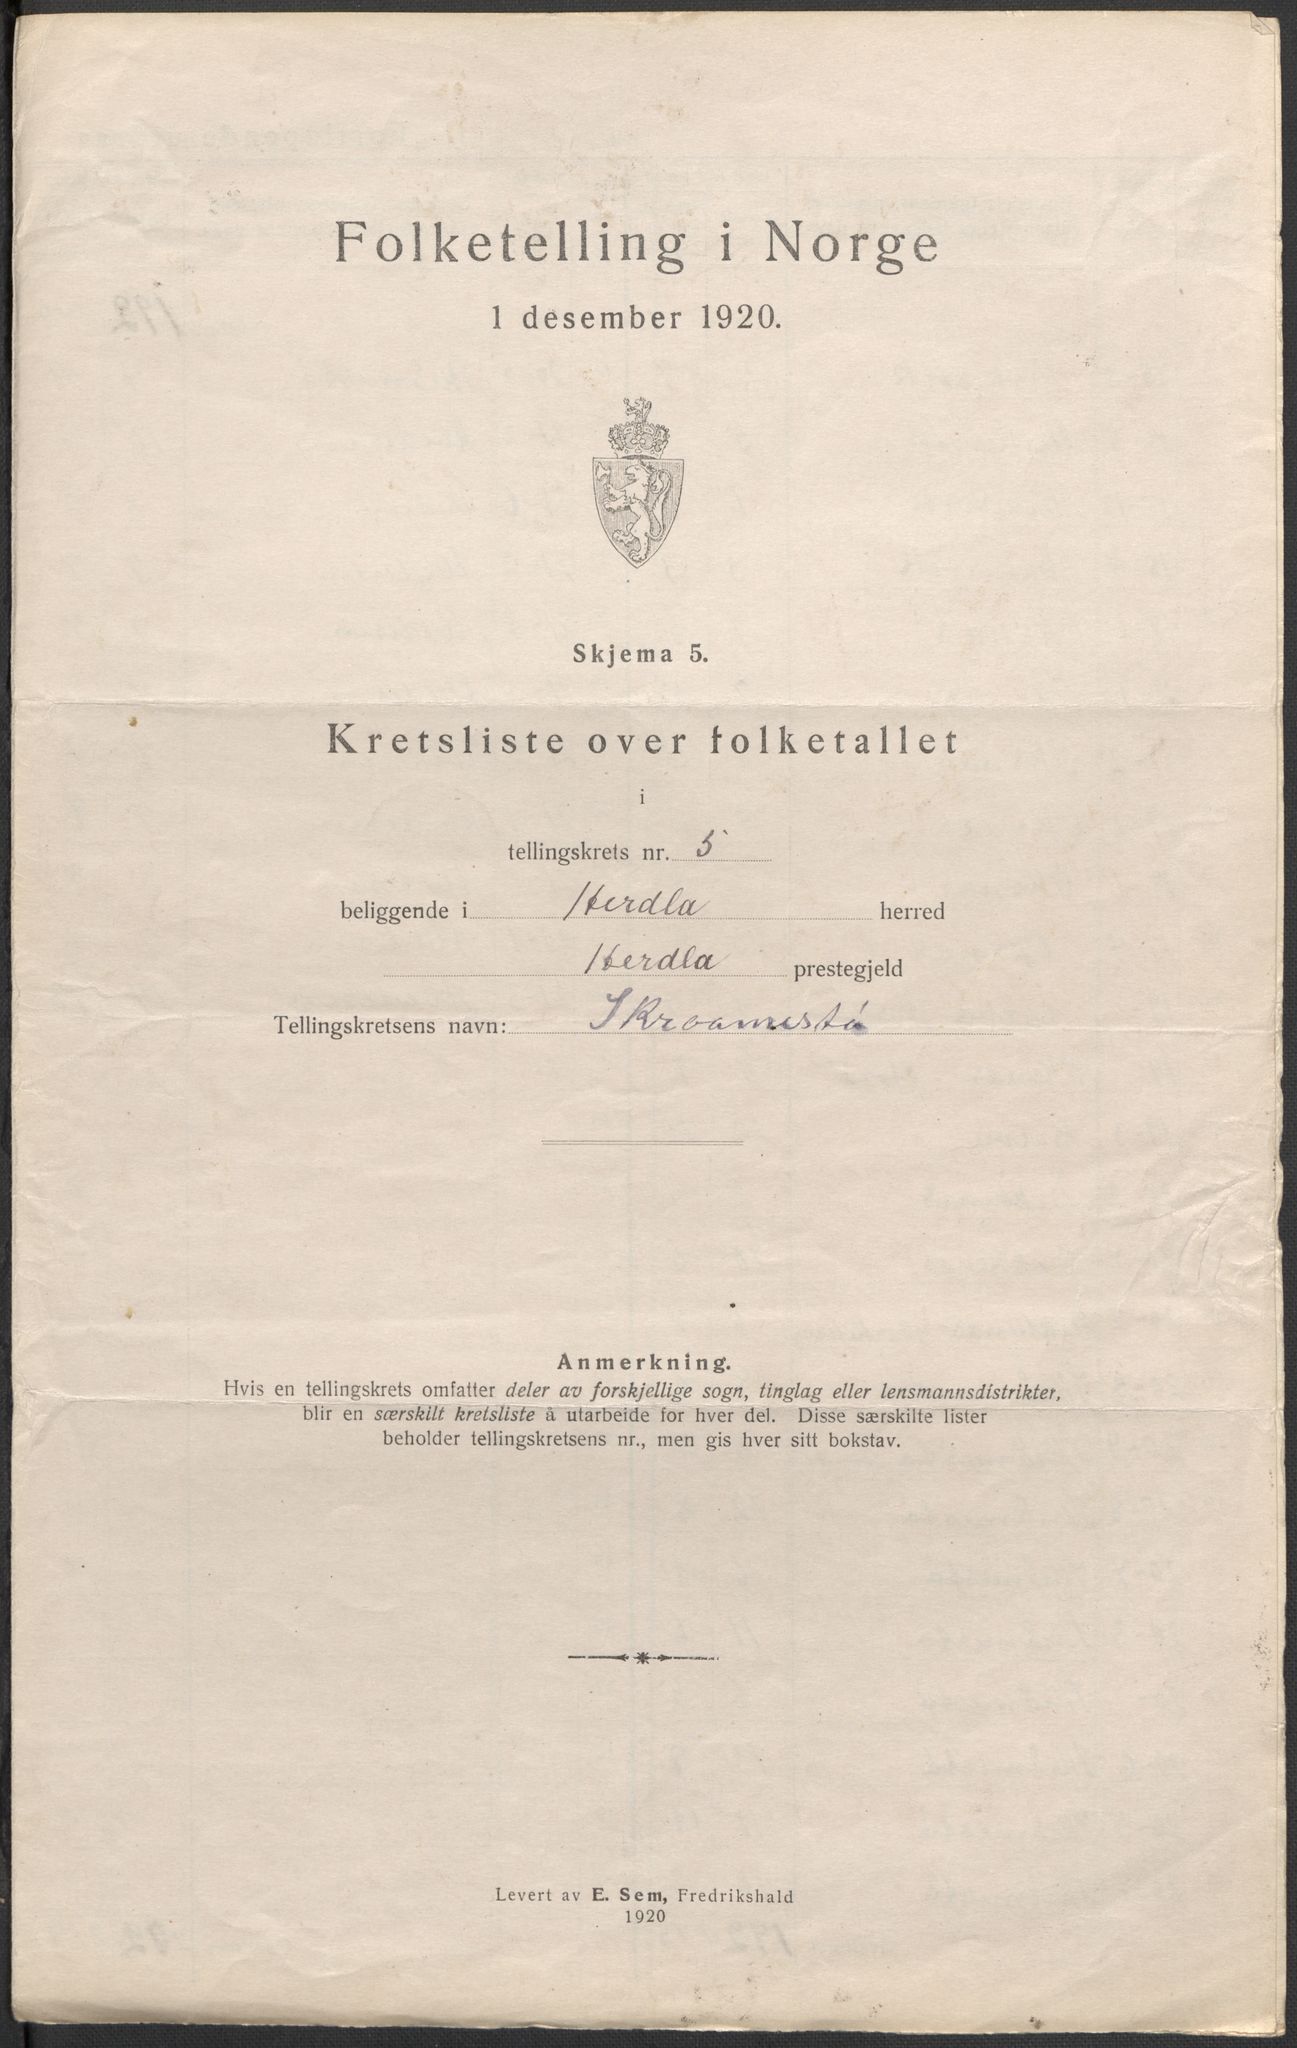 Folketelling i Norge
1 desember 1920.
Skjema 5.
Kretsliste over folketallet
i
tellingskrets nr. 5
beliggende i Herdla herred
Herdla prestegjeld
Tellingskretsens navn: Skroamestå
Anmerkning.
Hvis en tellingskrets omfatter deler av forskjellige sogn, tinglag eller lensmannsdistrikter,
blir en særskilt kretsliste å utarbeide for hver del. Disse særskilte lister
beholder tellingskretsens nr., men gis hver sitt bokstav.
Levert av E. Sem, Fredrikshald
1920